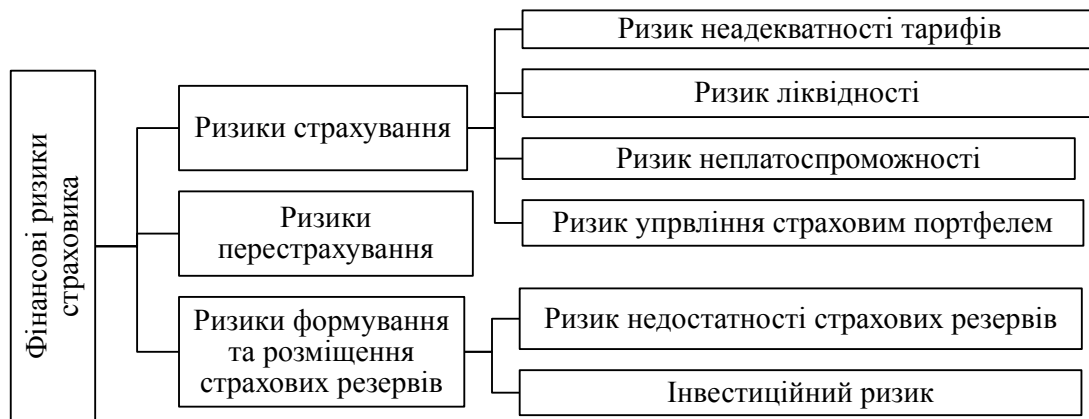 Фінансові ризики
страховика
Ризики страхування
Ризик неадекватності тарифів
Ризик ліквідності
Ризик неплатоспроможності
Ризик упрвління страховим портфелем
Ризики
перестрахування
Ризики формування
та розміщення
страхових резервів
Ризик недостатності страхових резервів
Інвестиційний ризик